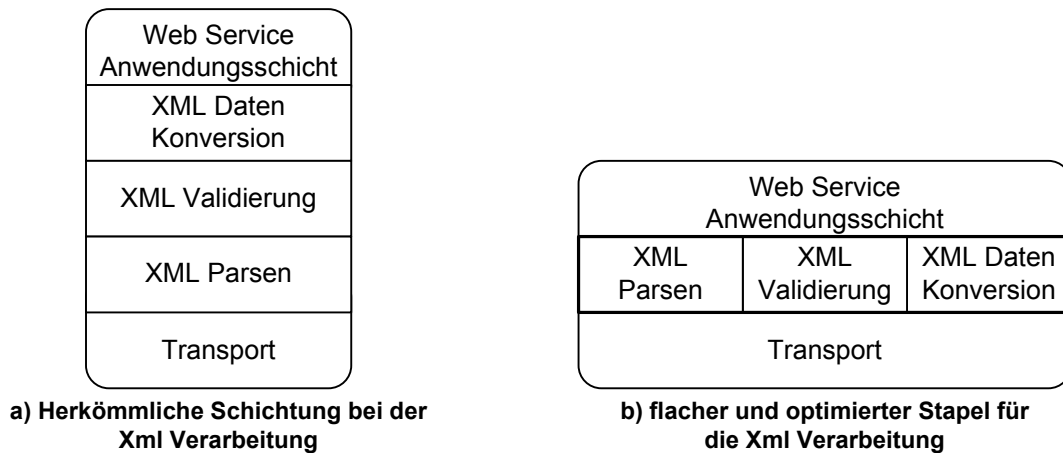 Web Service
Anwendungsschicht
XML Daten
Konversion
XML Validierung
XML Parsen
Transport
a) Herkömmliche Schichtung bei der
Xml Verarbeitung
Web Service
Anwendungsschicht
XML
Parsen
XML
Validierung
XML Daten
Konversion
Transport
b) flacher und optimierter Stapel für
die Xml Verarbeitung